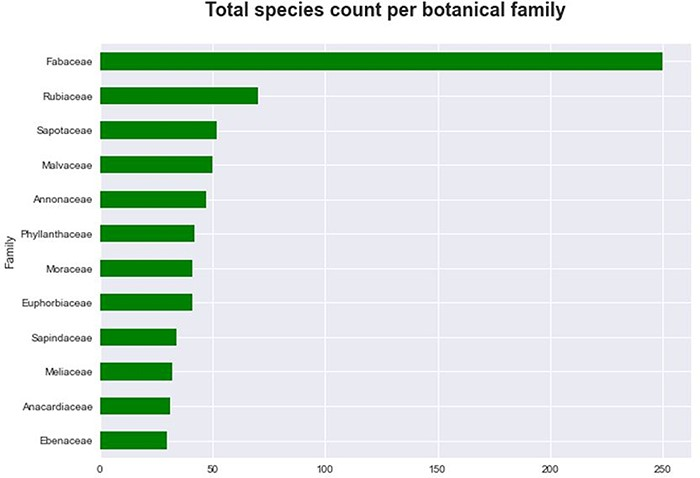 Total species count per botanical family
Fabaceae
Rubiaceae
Sapotaceae
Malvaceae
Annonaceae
Phyllanthaceae
Family
Moraceae
Euphorbiaceae
Sapindaceae
Meliaceae
Anacardiaceae
Ebenaceae
0 50 100 150 200 250